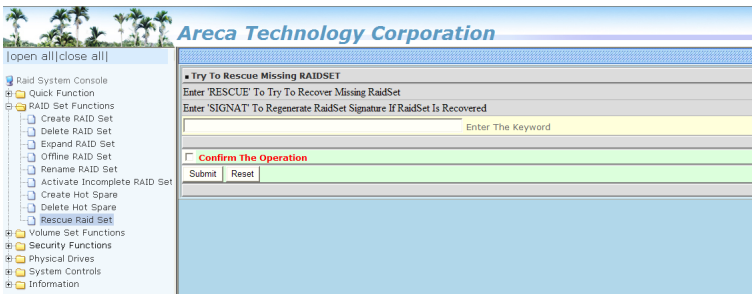 Areca Technology Corporation
|open all|close all|
Raid System Console
Quick Function
RAID Set Functions
Create RAID Set
Delete RAID Set
Expand RAID Set
Offline RAID Set
Rename RAID Set
Activate Incomplete RAID Set
Create Hot Spare
Delete Hot Spare
Rescue Raid Set
Volume Set Functions
Security Functions
Physical Drives
System Controls
Information
Try To Rescue Missing RAIDSET
Enter 'RESCUE' To Try To Recover Missing RaidSet
Enter 'SIGNAT' To Regenerate RaidSet Signature If RaidSet Is Recovered
Enter The Keyword
Confirm The Operation
Submit Reset